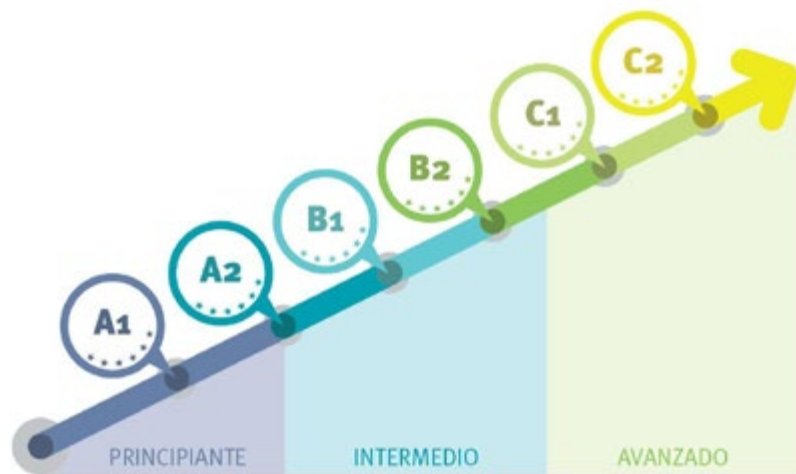 C2
C1
B2
B1
A2
A1
PRINCIPIANTE
INTERMEDIO
AVANZADO